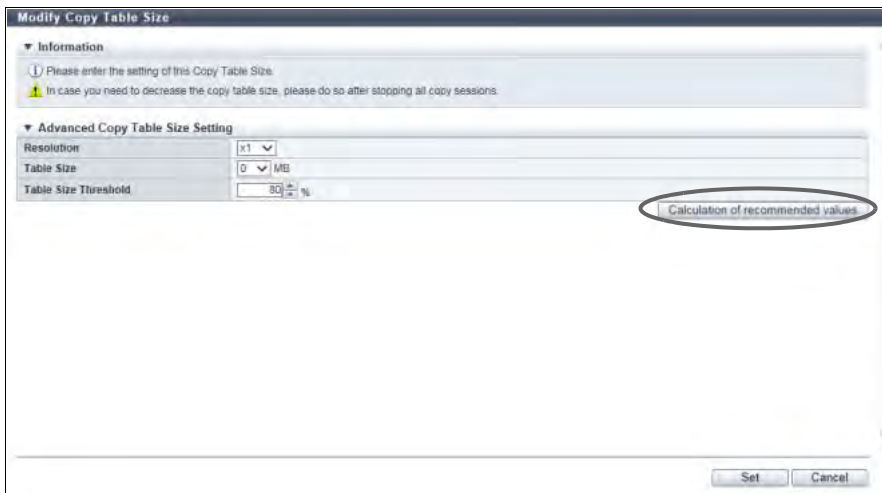 Modify Copy Table Size
▼ Information
Please enter the setting of this Copy Table Size.
In case you need to decrease the copy table size, please do so after stopping all copy sessions.
▼ Advanced Copy Table Size Setting
Resolution x1
Table Size 0 MB
Table Size Threshold 80 %
Calculation of recommended values
Set Cancel